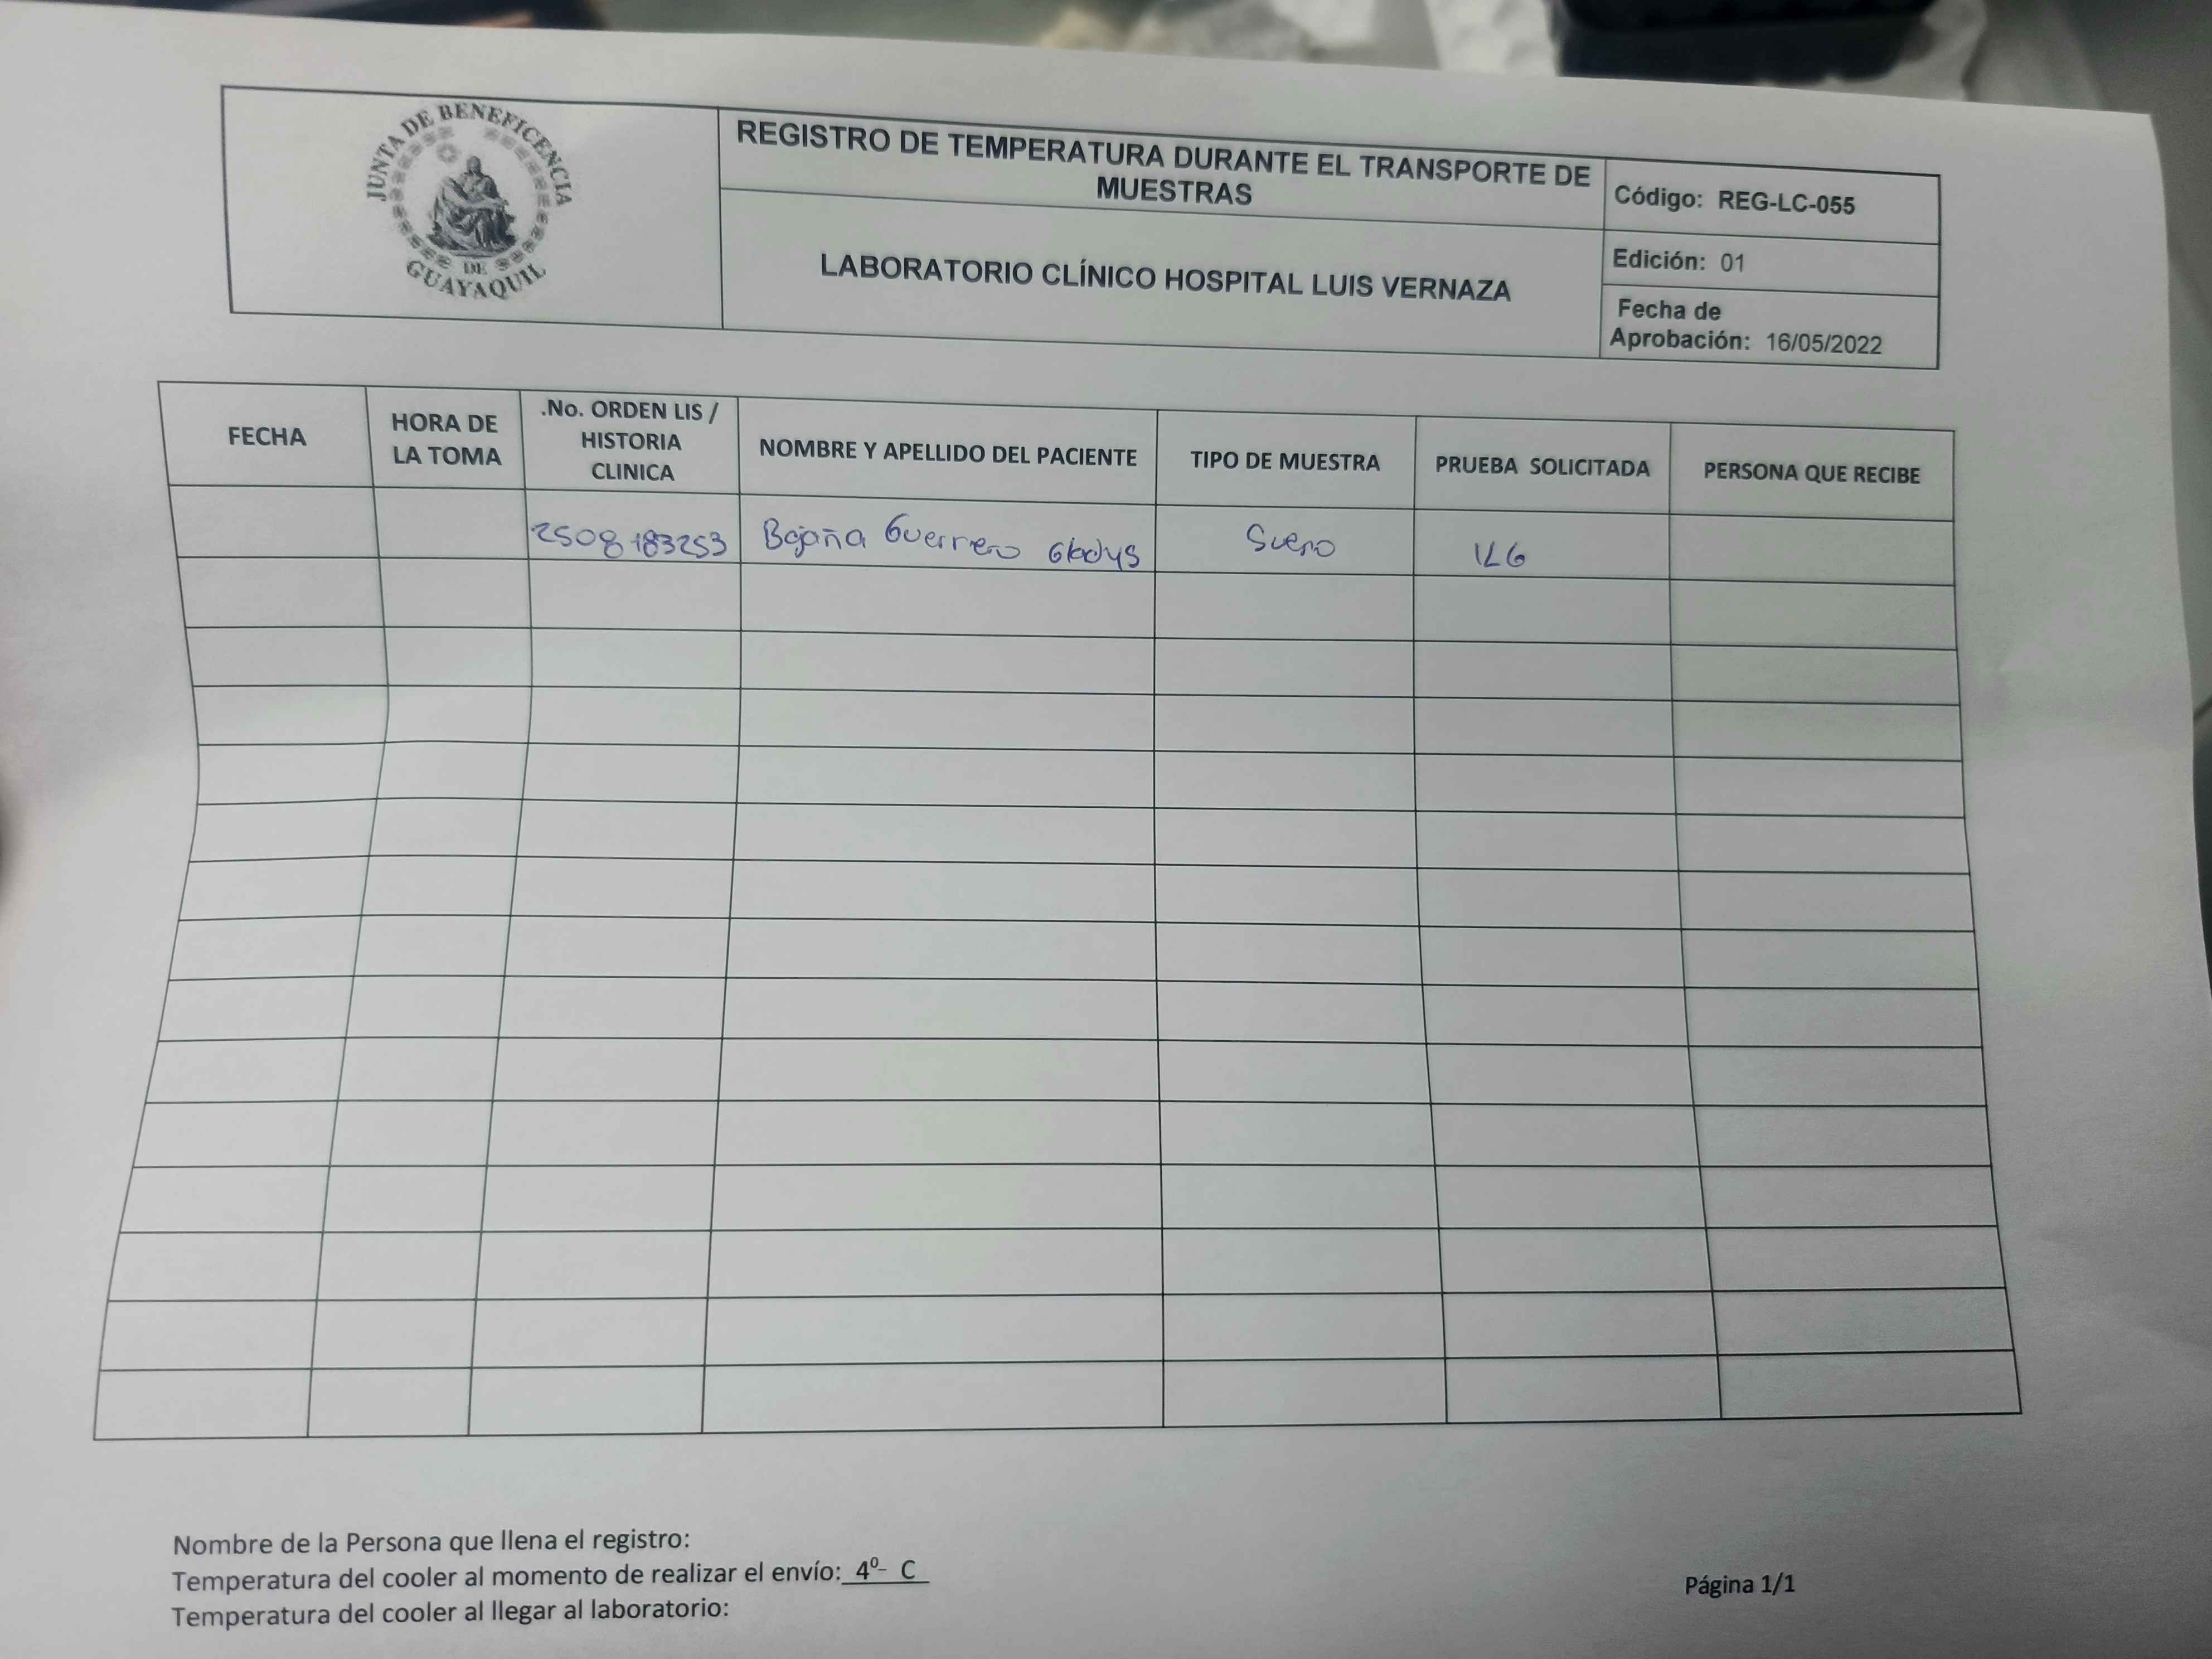 JUNTA DE BENEFICENCIA
DE
GUAYAQUIL
REGISTRO DE TEMPERATURA DURANTE EL TRANSPORTE DE
MUESTRAS
LABORATORIO CLÍNICO HOSPITAL LUIS VERNAZA
Código: REG-LC-055
Edición: 01
Fecha de
Aprobación: 16/05/2022
FECHA
HORA DE
LA TOMA
.No. ORDEN LIS /
HISTORIA
CLINICA
NOMBRE Y APELLIDO DEL PACIENTE
TIPO DE MUESTRA
PRUEBA SOLICITADA
PERSONA QUE RECIBE
2508183253 Bajaña Guerrero Gladys Suero IL6
Nombre de la Persona que llena el registro:
Temperatura del cooler al momento de realizar el envío: 4º- C
Temperatura del cooler al llegar al laboratorio:
Página 1/1